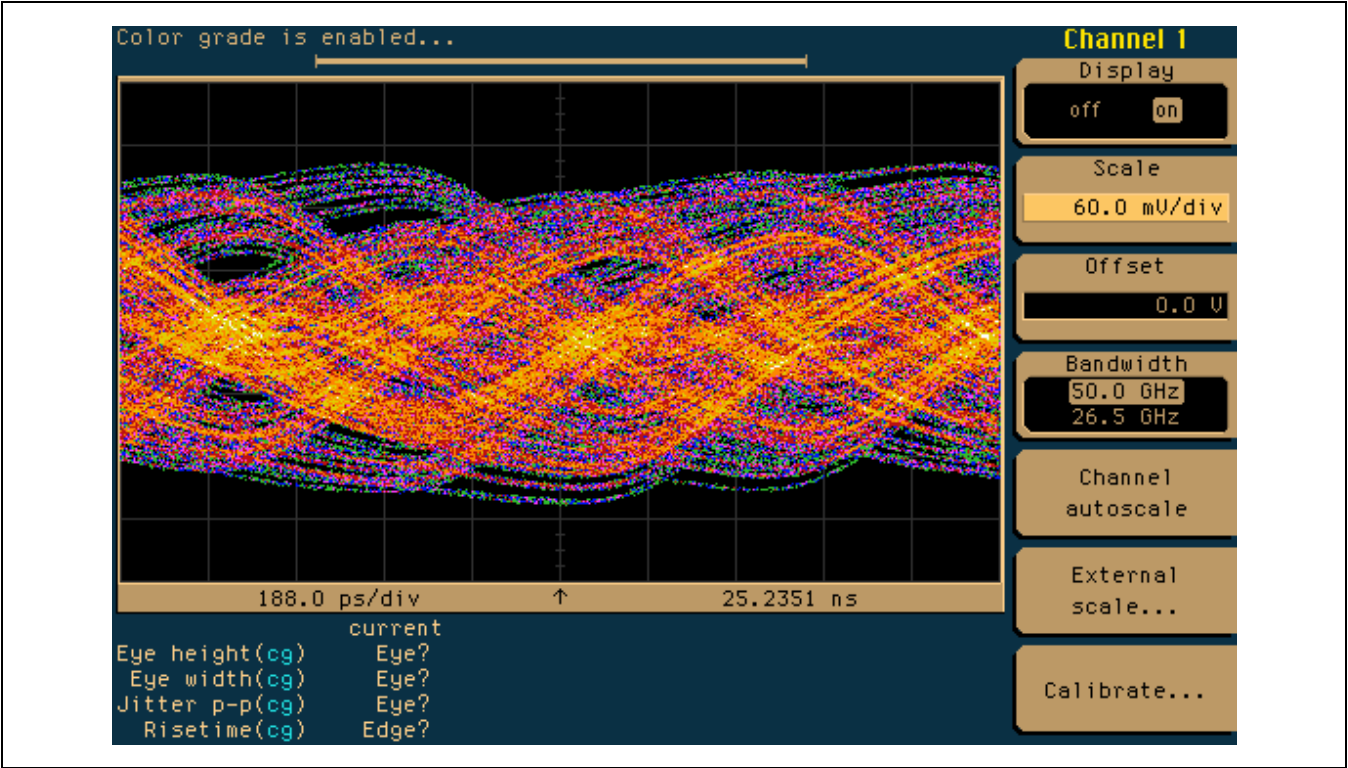 Color grade is enabled...
Channel 1
Display
off on
Scale
60.0 mV/div
Offset
0.0 V
Bandwidth
50.0 GHz
26.5 GHz
Channel
autoscale
External
scale...
Calibrate...
188.0 ps/div ↑ 25.2351 ns
current
Eye height(cg) Eye?
Eye width(cg) Eye?
Jitter p-p(cg) Eye?
Risetime(cg) Edge?